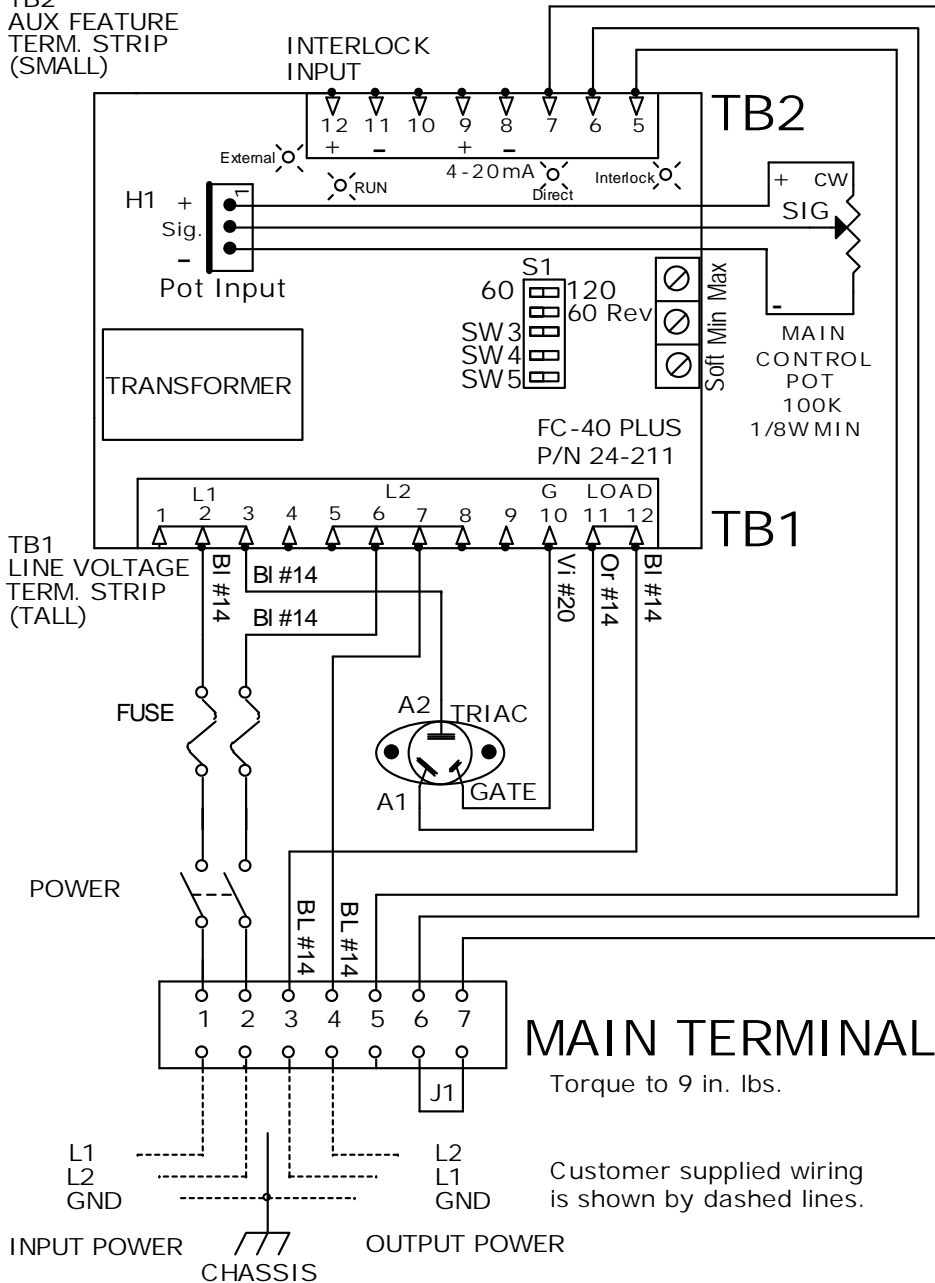 TB2
AUX FEATURE
TERM. STRIP
(SMALL)
INTERLOCK
INPUT
TB2
12 11 10 9 8 7 6 5
+ - + -
4-20mA
External
RUN
Direct
Interlock
H1
+
Sig.
-
1
Pot Input
+ CW
SIG
-
MAIN
CONTROL
POT
100K
1/8W MIN
S1
60 120
60 Rev
SW3
SW4
SW5
Soft Min Max
TRANSFORMER
FC-40 PLUS
P/N 24-211
L1 L2 G LOAD
1 2 3 4 5 6 7 8 9 10 11 12
TB1
TB1
LINE VOLTAGE
TERM. STRIP
(TALL)
Bl #14
Bl #14
Bl #14
Vi #20
Or #14
Bl #14
FUSE
A2
TRIAC
A1
GATE
POWER
BL #14
BL #14
1 2 3 4 5 6 7
MAIN TERMINAL
J1
Torque to 9 in. lbs.
L1
L2
GND
L2
L1
GND
Customer supplied wiring
is shown by dashed lines.
INPUT POWER
OUTPUT POWER
CHASSIS